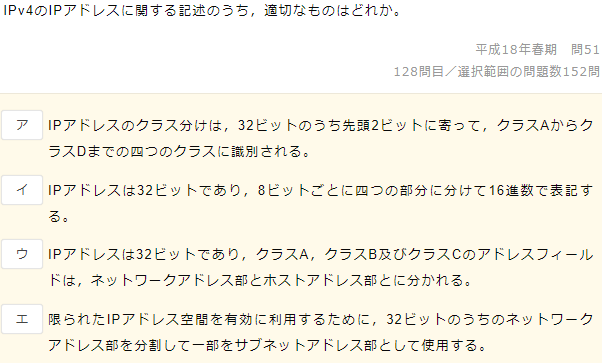 IPv4のIPアドレスに関する記述のうち，適切なものはどれか。
平成18年春期　問51
128問目／選択範囲の問題数152問
ア　IPアドレスのクラス分けは，32ビットのうち先頭2ビットに寄って，クラスAからク
ラスDまでの四つのクラスに識別される。
イ　IPアドレスは32ビットであり，8ビットごとに四つの部分に分けて16進数で表記す
る。
ウ　IPアドレスは32ビットであり，クラスA，クラスB及びクラスCのアドレスフィール
ドは，ネットワークアドレス部とホストアドレス部とに分かれる。
エ　限られたIPアドレス空間を有効に利用するために，32ビットのうちのネットワーク
アドレス部を分割して一部をサブネットアドレス部として使用する。